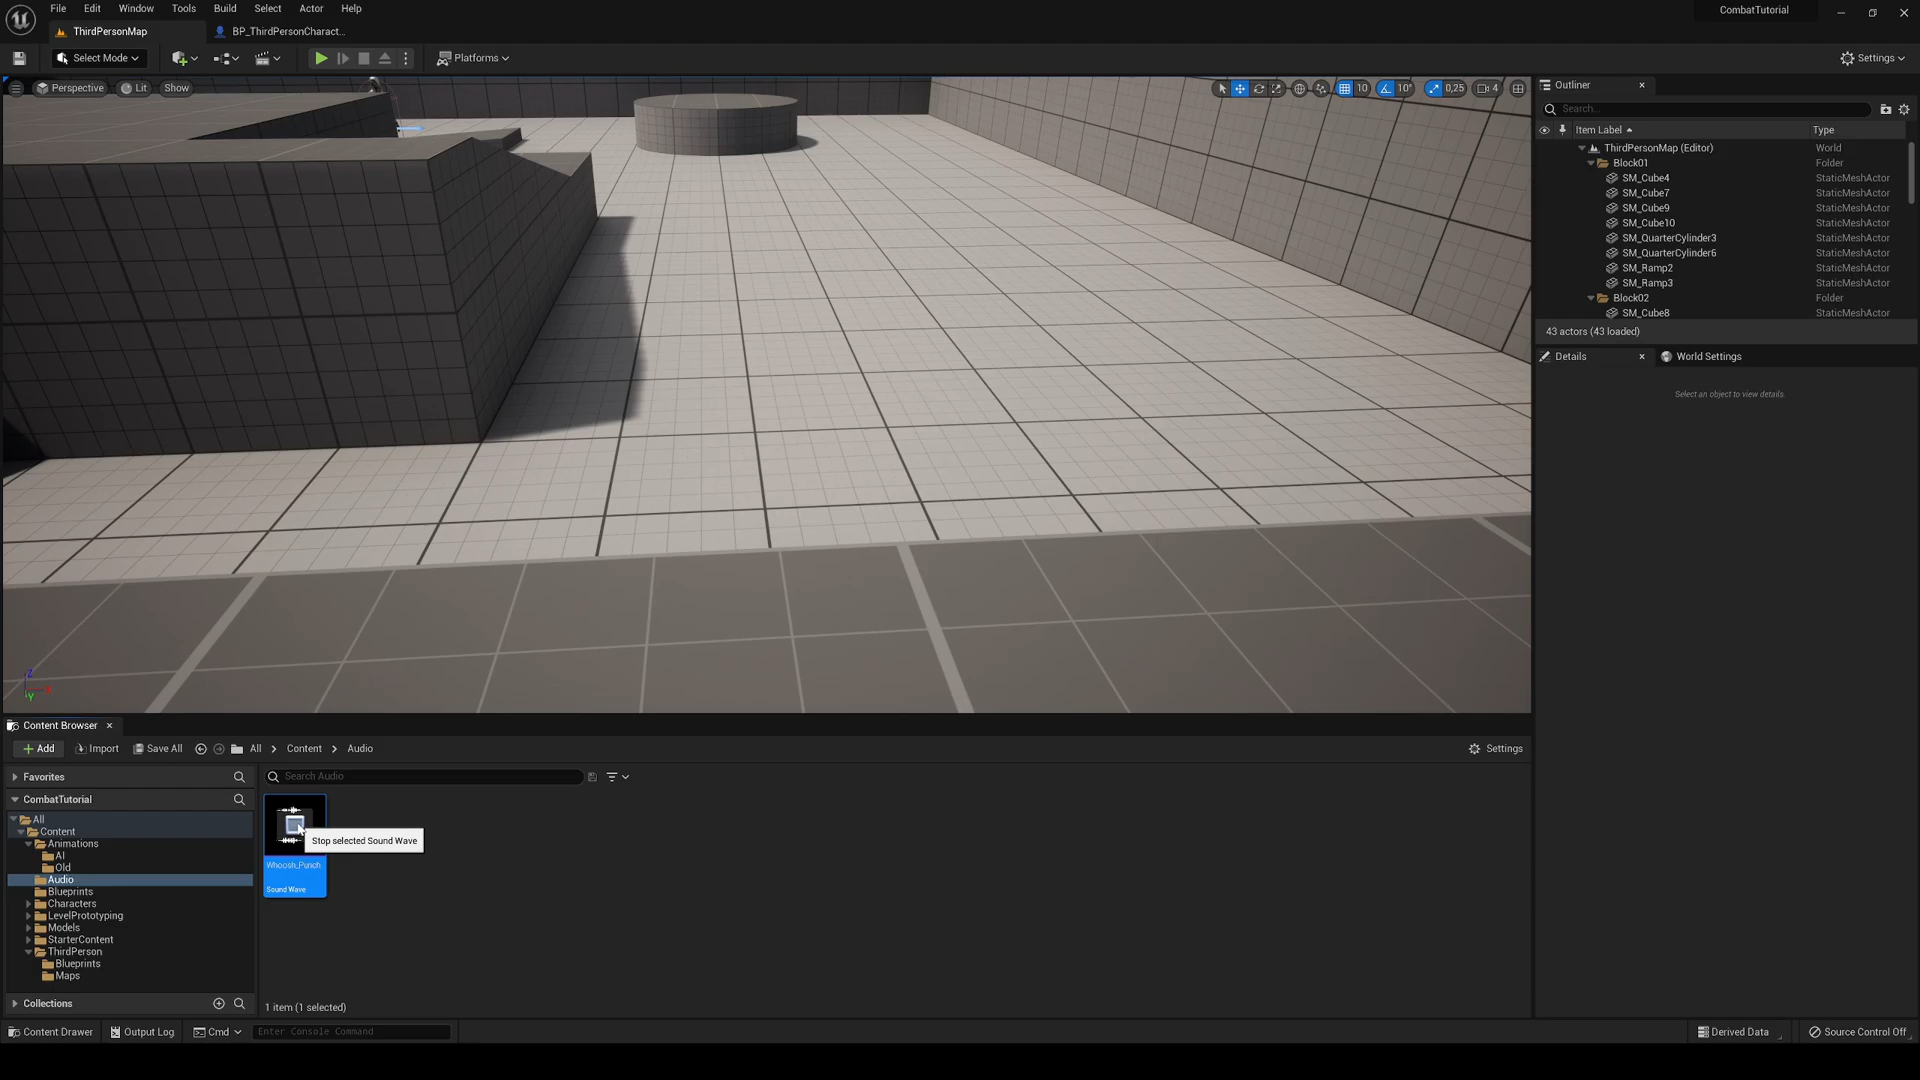 File Edit Window Tools Build Select Actor Help
CombatTutorial
ThirdPersonMap BP_ThirdPersonCharact...
Select Mode Platforms Settings
Perspective Lit Show 10 10° 0,25 4
Outliner
Search...
Item Label Type
ThirdPersonMap (Editor) World
Block01 Folder
SM_Cube4 StaticMeshActor
SM_Cube7 StaticMeshActor
SM_Cube9 StaticMeshActor
SM_Cube10 StaticMeshActor
SM_QuarterCylinder3 StaticMeshActor
SM_QuarterCylinder6 StaticMeshActor
SM_Ramp2 StaticMeshActor
SM_Ramp3 StaticMeshActor
Block02 Folder
SM_Cube8 StaticMeshActor
43 actors (43 loaded)
Details World Settings
Select an object to view details.
Z
X
Y
Content Browser
Add Import Save All All Content Audio Settings
Favorites
Search Audio
CombatTutorial
All
Content
Animations
AI
Old
Audio
Blueprints
Characters
LevelPrototyping
Models
StarterContent
ThirdPerson
Blueprints
Maps
Collections
Stop selected Sound Wave
Whoosh_Punch
Sound Wave
1 item (1 selected)
Content Drawer Output Log Cmd Enter Console Command Derived Data Source Control Off